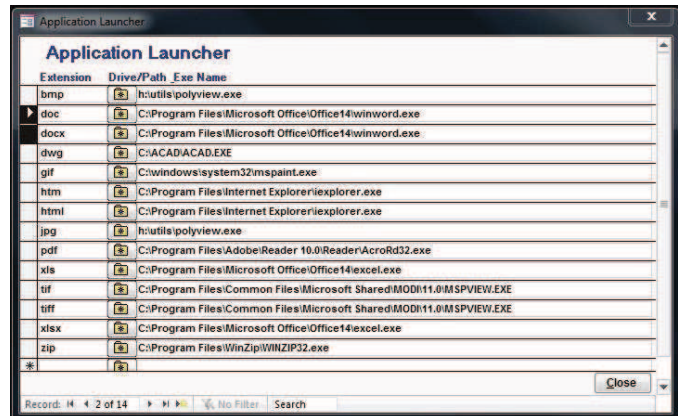 Application Launcher
X
Application Launcher
Extension Drive/Path_Exe Name
bmp h:\utils\polyview.exe
doc C:\Program Files\Microsoft Office\Office14\winword.exe
docx C:\Program Files\Microsoft Office\Office14\winword.exe
dwg C:\ACAD\ACAD.EXE
gif C:\windows\system32\mspaint.exe
htm C:\Program Files\Internet Explorer\iexplorer.exe
html C:\Program Files\Internet Explorer\iexplorer.exe
jpg h:\utils\polyview.exe
pdf C:\Program Files\Adobe\Reader 10.0\Reader\AcroRd32.exe
xls C:\Program Files\Microsoft Office\Office14\excel.exe
tif C:\Program Files\Common Files\Microsoft Shared\MODI\11.0\MSPVIEW.EXE
tiff C:\Program Files\Common Files\Microsoft Shared\MODI\11.0\MSPVIEW.EXE
xlsx C:\Program Files\Microsoft Office\Office14\excel.exe
zip C:\Program Files\WinZip\WINZIP32.exe
Close
Record: 2 of 14 No Filter Search